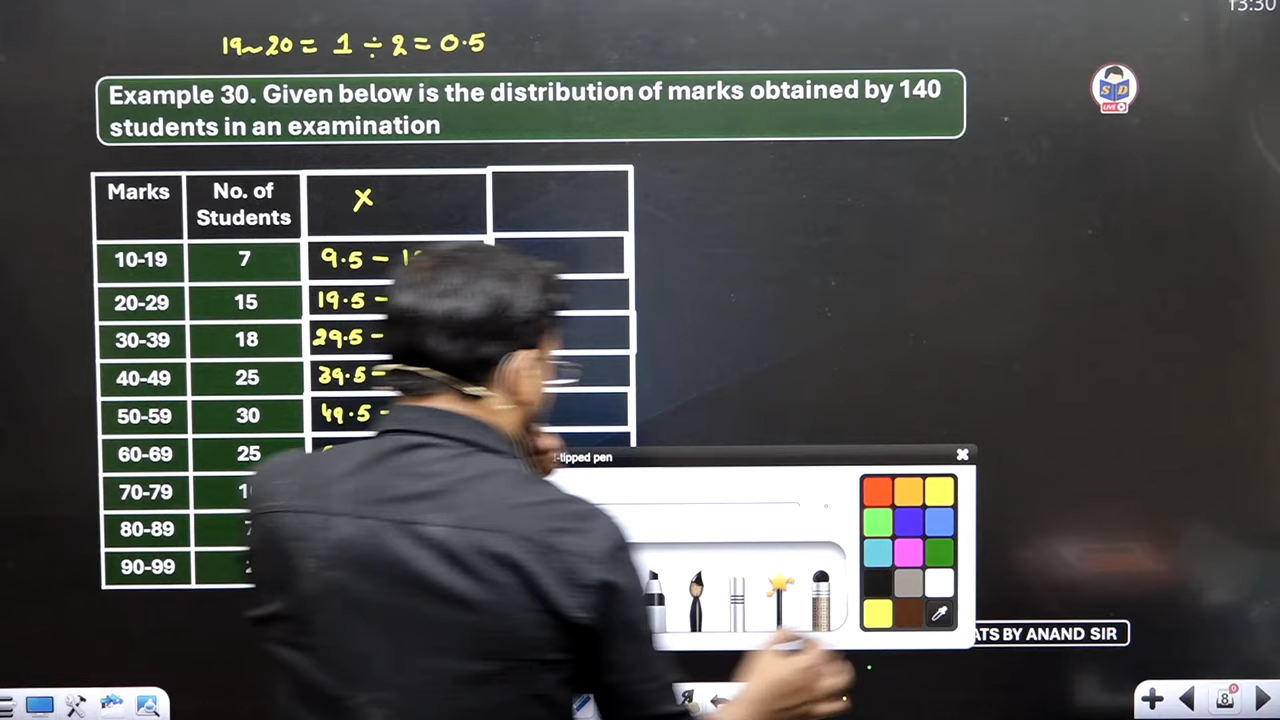 13:30
19~20 = 1 ÷ 2 = 0.5
Example 30. Given below is the distribution of marks obtained by 140
students in an examination
SD
LIVE
Marks No. of Students X
10-19 7 9.5 -
20-29 15 19.5 -
30-39 18 29.5 -
40-49 25 39.5 -
50-59 30 49.5 -
60-69 25
70-79
80-89
90-99
-tipped pen
ATS BY ANAND SIR
8